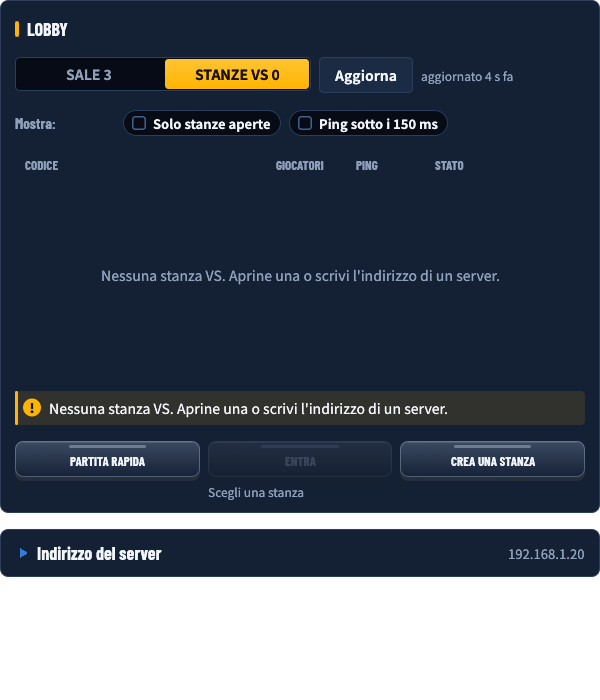 LOBBY
SALE 3
STANZE VS 0
Aggiorna
aggiornato 4 s fa
Mostra:
Solo stanze aperte
Ping sotto i 150 ms
CODICE
GIOCATORI
PING
STATO
Nessuna stanza VS. Aprine una o scrivi l'indirizzo di un server.
Nessuna stanza VS. Aprine una o scrivi l'indirizzo di un server.
PARTITA RAPIDA
ENTRA
CREA UNA STANZA
Scegli una stanza
Indirizzo del server
192.168.1.20